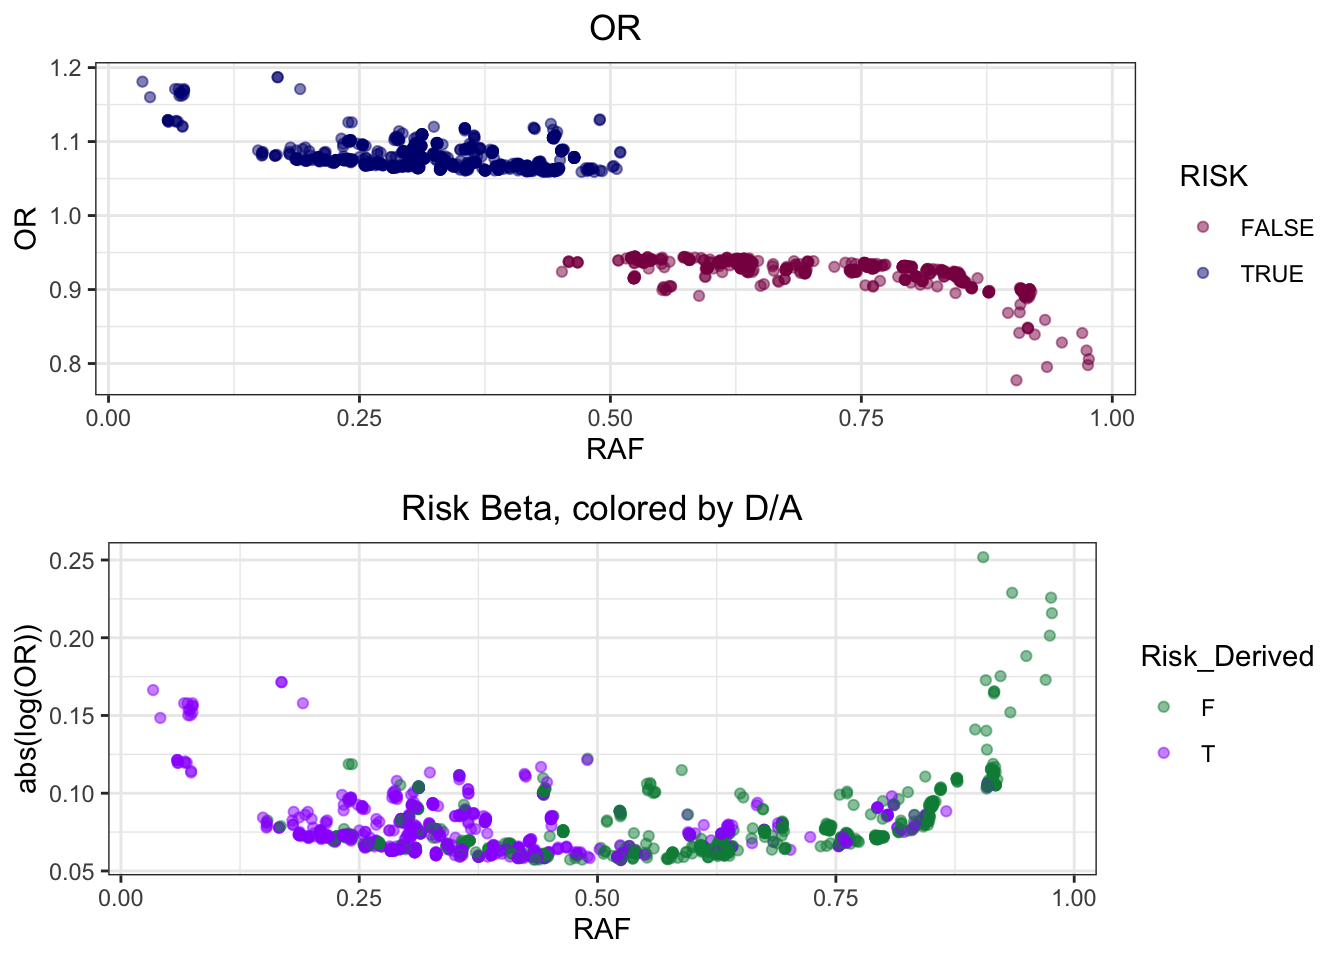 OR
1.2
1.1
1.0
0.9
0.8
OR
0.00 0.25 0.50 0.75 1.00
RAF
RISK
FALSE
TRUE
Risk Beta, colored by D/A
0.25
0.20
0.15
0.10
0.05
abs(log(OR))
0.00 0.25 0.50 0.75 1.00
RAF
Risk_Derived
F
T